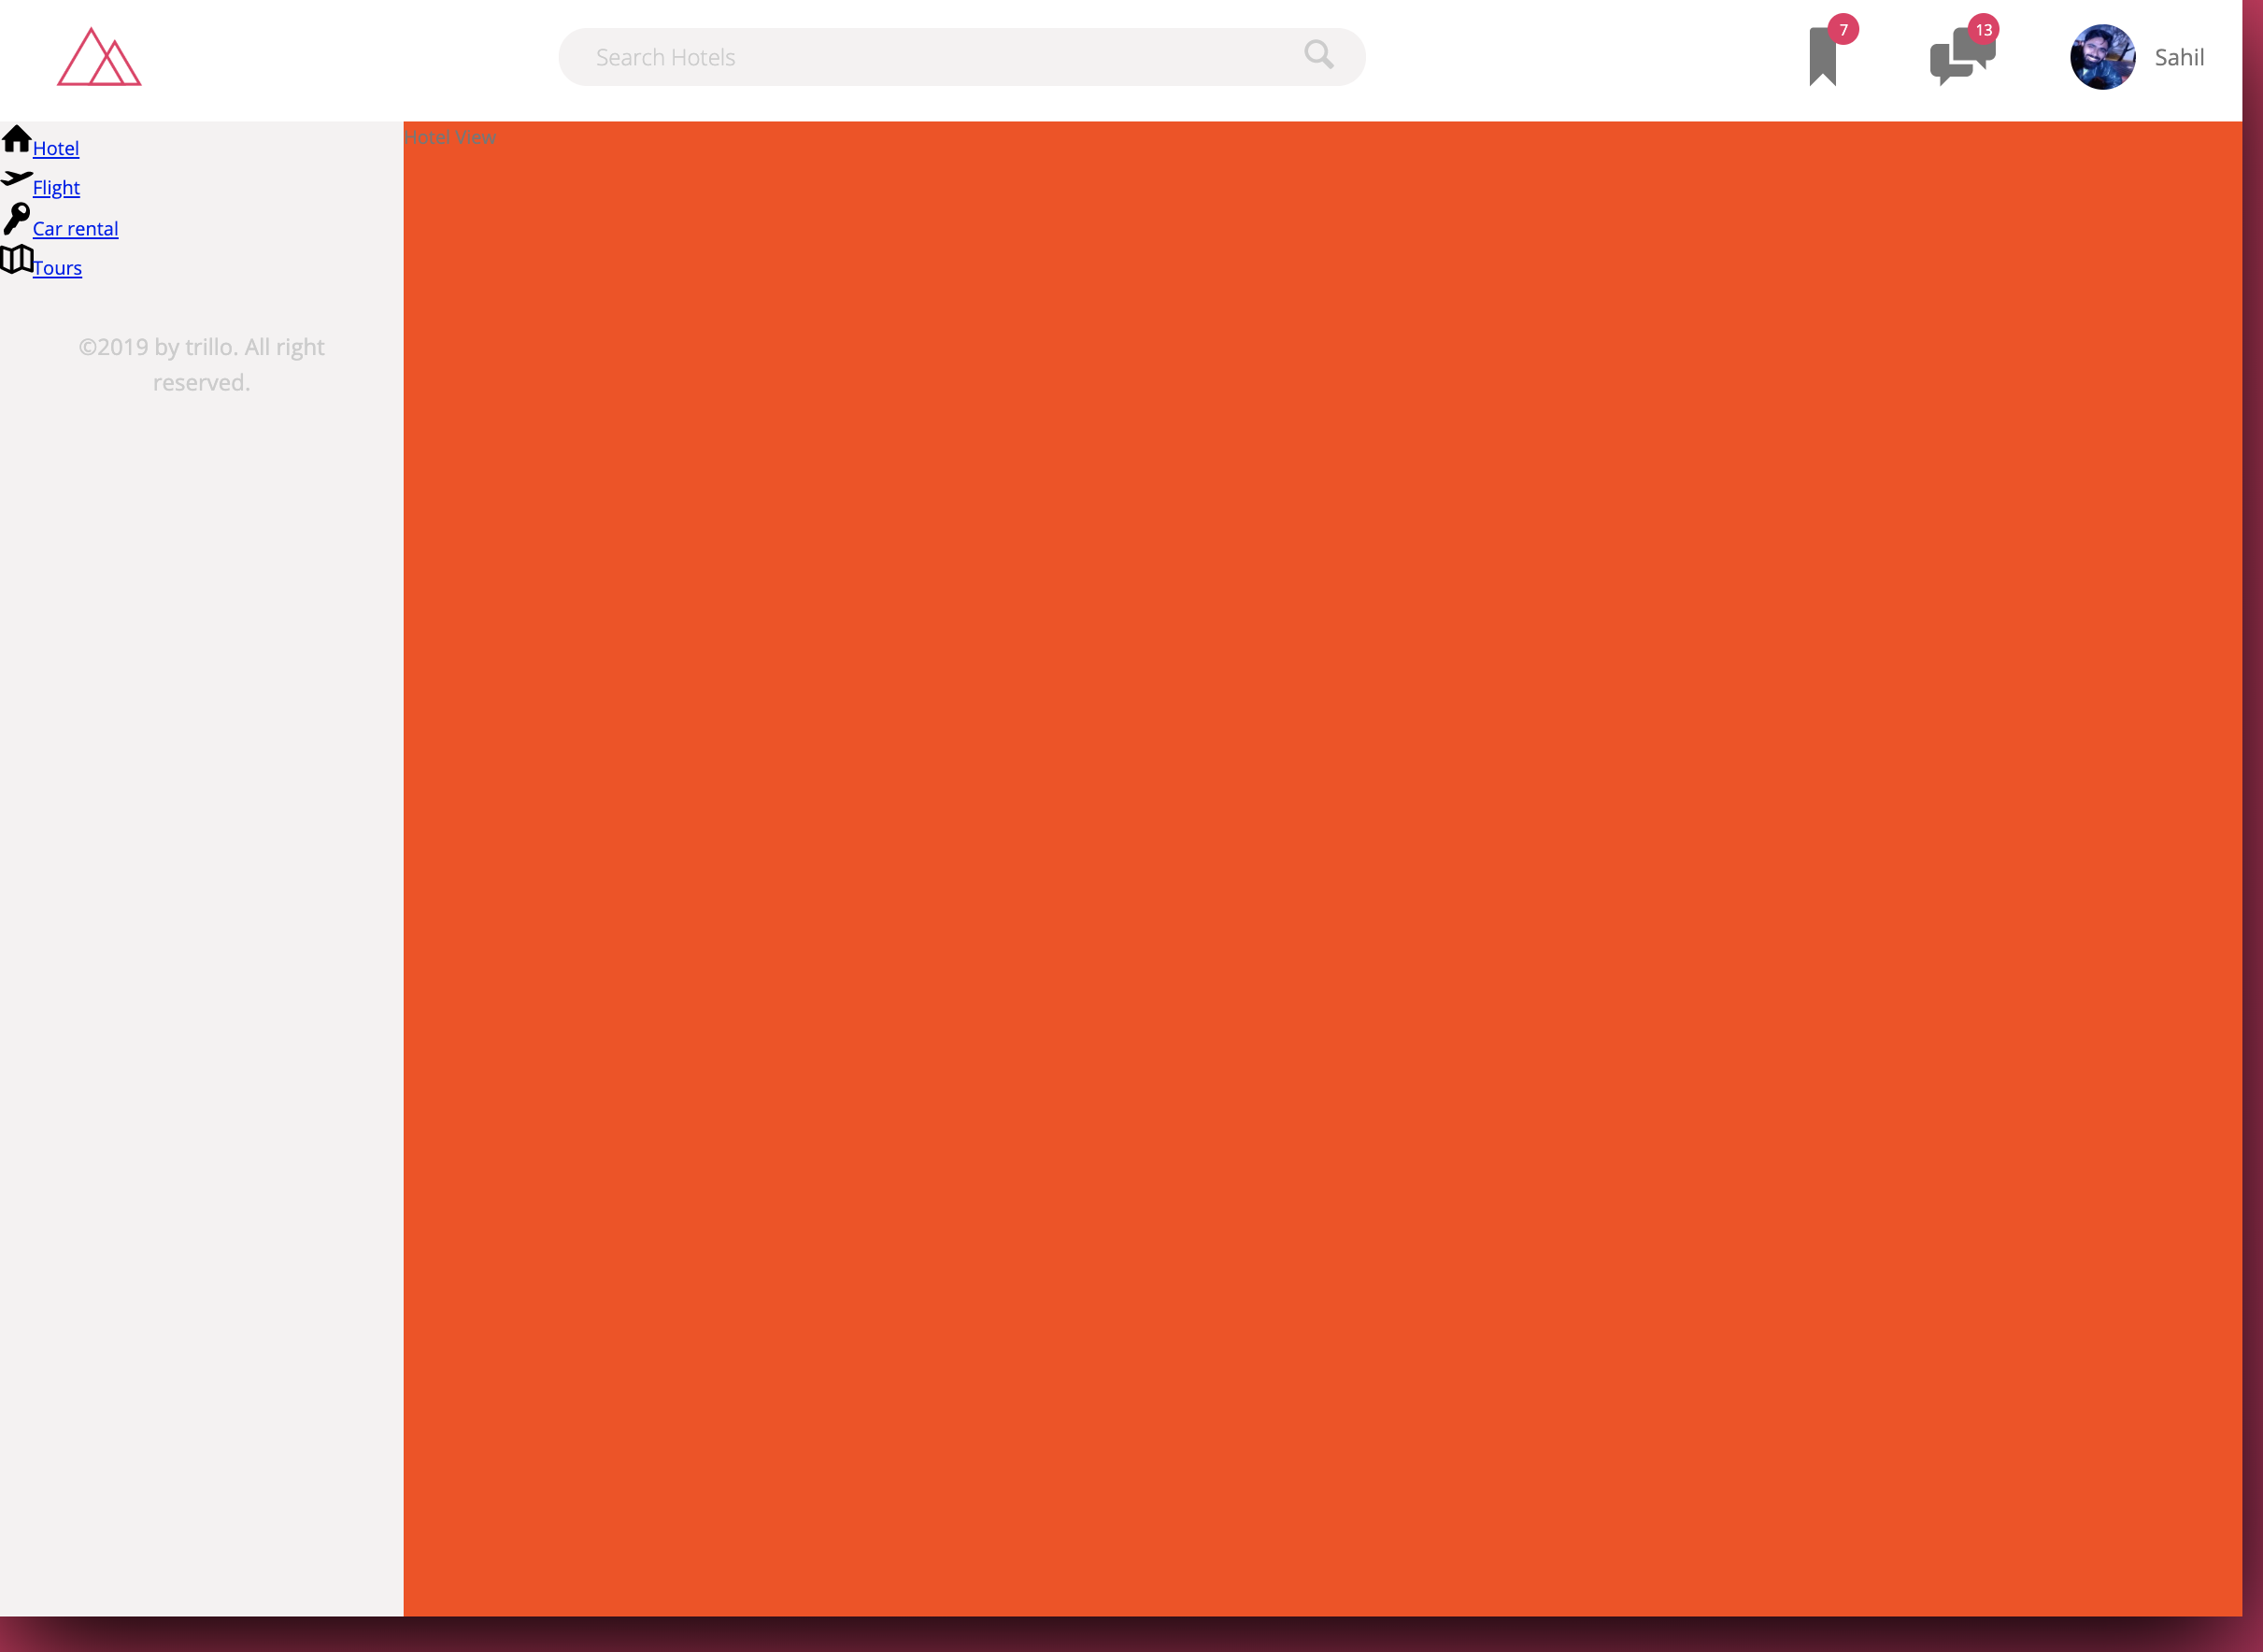 Search Hotels
7
13
Sahil
Hotel
Hotel View
Flight
Car rental
Tours
©2019 by trillo. All right
reserved.